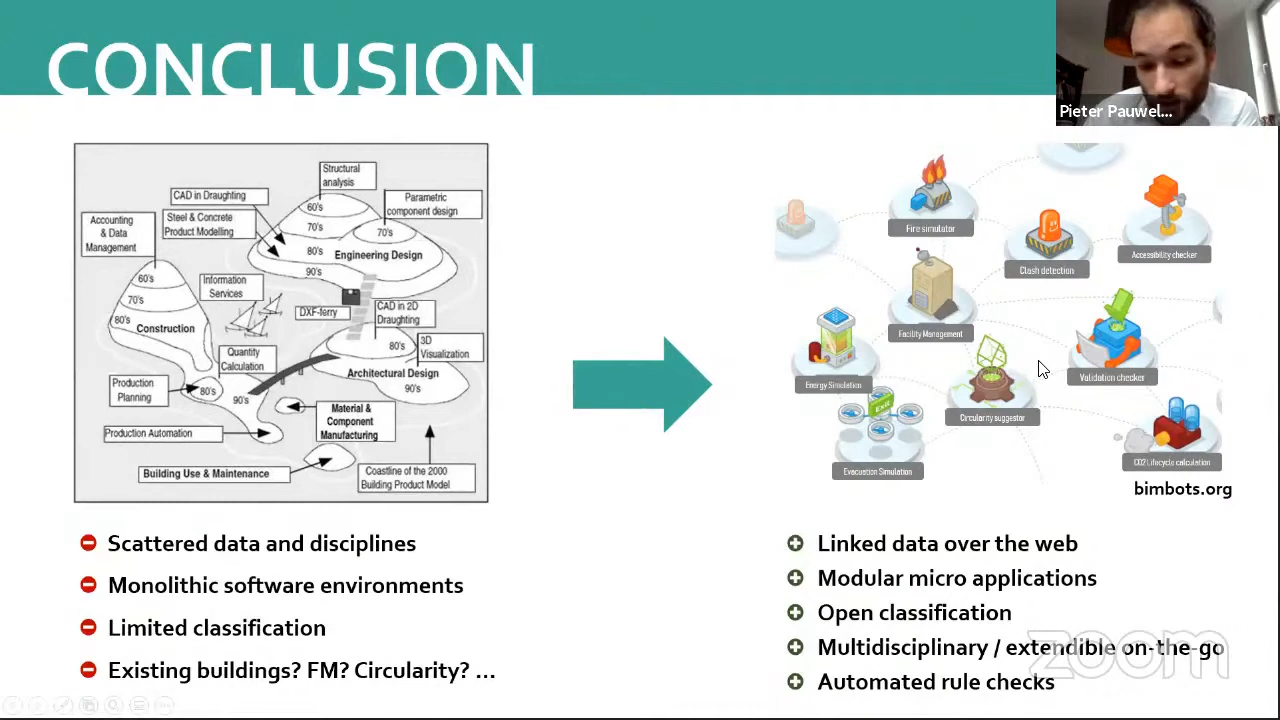 CONCLUSION
Pieter Pauwel...
Structural
analysis
CAD in Draughting
Parametric
component design
60's
Accounting
& Data
Management
Steel & Concrete
Product Modelling
70's
70's
80's
Engineering Design
90's
60's
Information
Services
70's
DXF-ferry
CAD in 2D
Draughting
80's
Construction
80's
3D
Visualization
Quantity
Calculation
Architectural Design
Production
Planning
80's
90's
90's
Material &
Component
Manufacturing
Production Automation
Building Use & Maintenance
Coastline of the 2000
Building Product Model
Fire simulator
Clash detection
Accessibility checker
Facility Management
Energy Simulation
Validation checker
Circularity suggestor
Exit
Evacuation Simulation
CO2 Lifecycle calculation
bimbots.org
Scattered data and disciplines
Monolithic software environments
Limited classification
Existing buildings? FM? Circularity? ...
Linked data over the web
Modular micro applications
Open classification
Multidisciplinary / extendible on-the-go
Automated rule checks
zoom